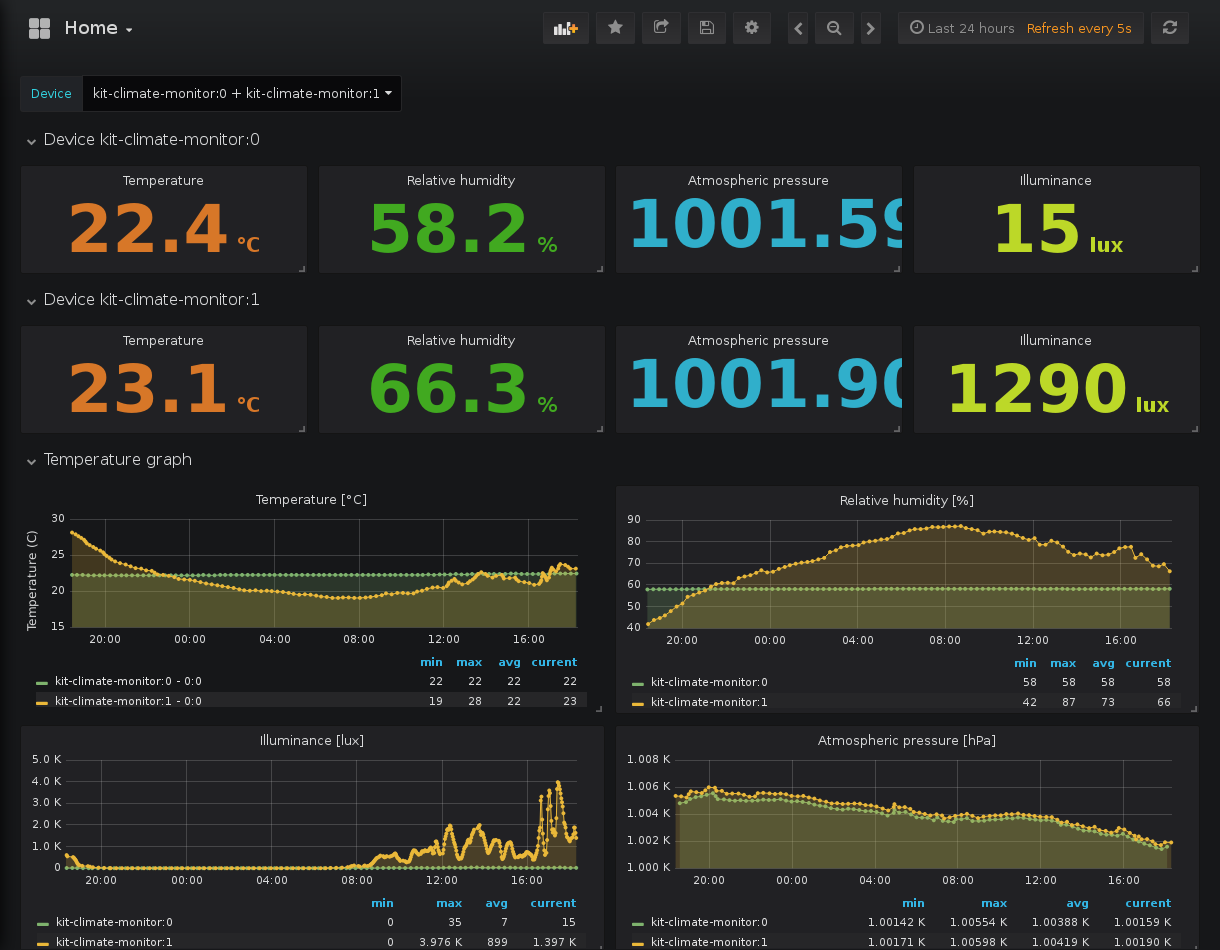 Home
Last 24 hours Refresh every 5s
Device kit-climate-monitor:0 + kit-climate-monitor:1
Device kit-climate-monitor:0
Temperature Relative humidity Atmospheric pressure Illuminance
22.4 °C 58.2 % 1001.59 15 lux
Device kit-climate-monitor:1
Temperature Relative humidity Atmospheric pressure Illuminance
23.1 °C 66.3 % 1001.90 1290 lux
Temperature graph
Temperature [°C]
Temperature (C)
30
25
20
15
20:00 00:00 04:00 08:00 12:00 16:00
min max avg current
kit-climate-monitor:0 - 0:0 22 22 22 22
kit-climate-monitor:1 - 0:0 19 28 22 23
Relative humidity [%]
90
80
70
60
50
40
20:00 00:00 04:00 08:00 12:00 16:00
min max avg current
kit-climate-monitor:0 58 58 58 58
kit-climate-monitor:1 42 87 73 66
Illuminance [lux]
5.0 K
4.0 K
3.0 K
2.0 K
1.0 K
0
20:00 00:00 04:00 08:00 12:00 16:00
min max avg current
kit-climate-monitor:0 0 35 7 15
kit-climate-monitor:1 0 3.976 K 899 1.397 K
Atmospheric pressure [hPa]
1.008 K
1.006 K
1.004 K
1.002 K
1.000 K
20:00 00:00 04:00 08:00 12:00 16:00
min max avg current
kit-climate-monitor:0 1.00142 K 1.00554 K 1.00388 K 1.00159 K
kit-climate-monitor:1 1.00171 K 1.00598 K 1.00419 K 1.00190 K